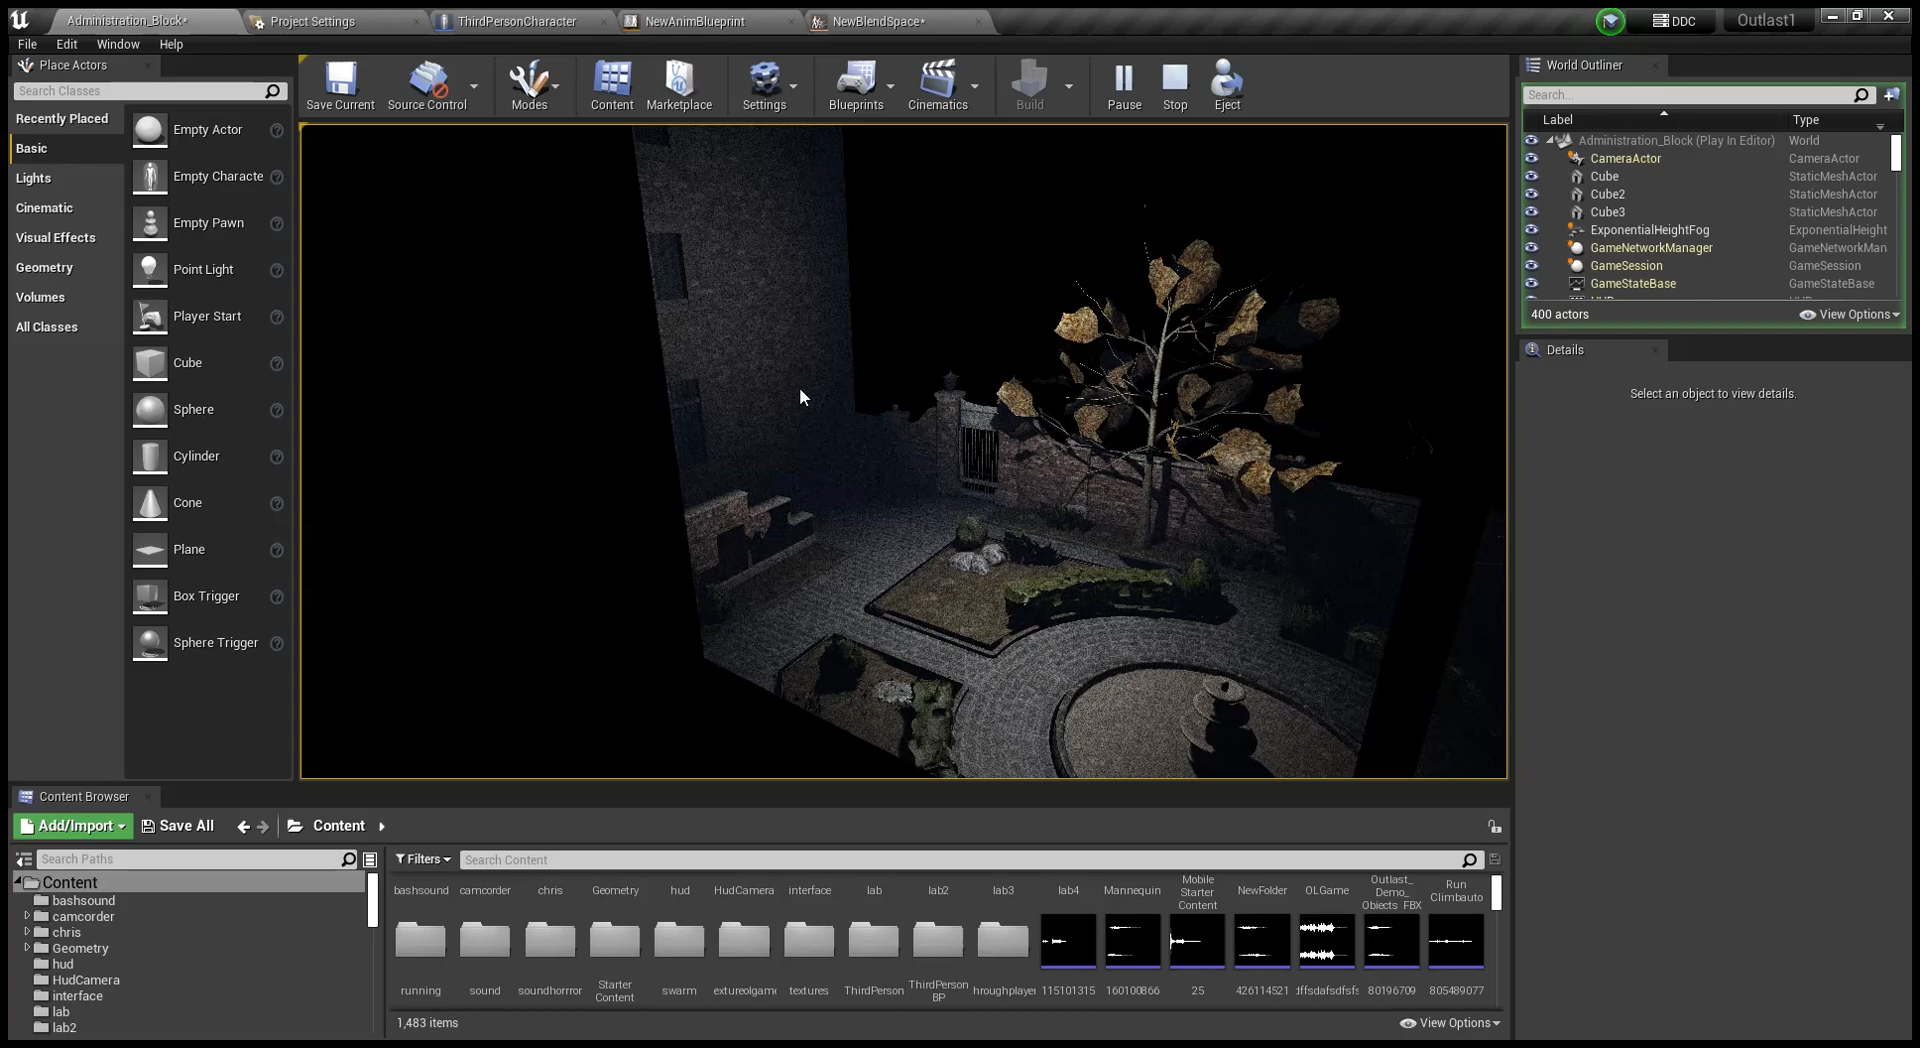 Administration_Block*
Project Settings
ThirdPersonCharacter
NewAnimBlueprint
NewBlendSpace*
DDC
Outlast1
File Edit Window Help
Place Actors
Search Classes
Recently Placed
Basic
Lights
Cinematic
Visual Effects
Geometry
Volumes
All Classes
Empty Actor
Empty Characte
Empty Pawn
Point Light
Player Start
Cube
Sphere
Cylinder
Cone
Plane
Box Trigger
Sphere Trigger
Save Current
Source Control
Modes
Content
Marketplace
Settings
Blueprints
Cinematics
Build
Pause
Stop
Eject
World Outliner
Search...
Label Type
Administration_Block (Play In Editor) World
CameraActor CameraActor
Cube StaticMeshActor
Cube2 StaticMeshActor
Cube3 StaticMeshActor
ExponentialHeightFog ExponentialHeight
GameNetworkManager GameNetworkMan
GameSession GameSession
GameStateBase GameStateBase
400 actors
View Options
Details
Select an object to view details.
Content Browser
Add/Import
Save All
Content
Search Paths
Content
bashsound
camcorder
chris
Geometry
hud
HudCamera
interface
lab
lab2
Filters
Search Content
bashsound
camcorder
chris
Geometry
hud
HudCamera
interface
lab
lab2
lab3
lab4
Mannequin
Mobile
Starter
Content
NewFolder
OLGame
Outlast_
Demo_
Objects_FBX
Run
Climbauto
running
sound
soundhorrror
Starter
Content
swarm
extureolgame
textures
ThirdPerson
ThirdPerson
BP
hroughplayer
115101315
160100866
25
426114521
80196709
805489077
1,483 items
View Options